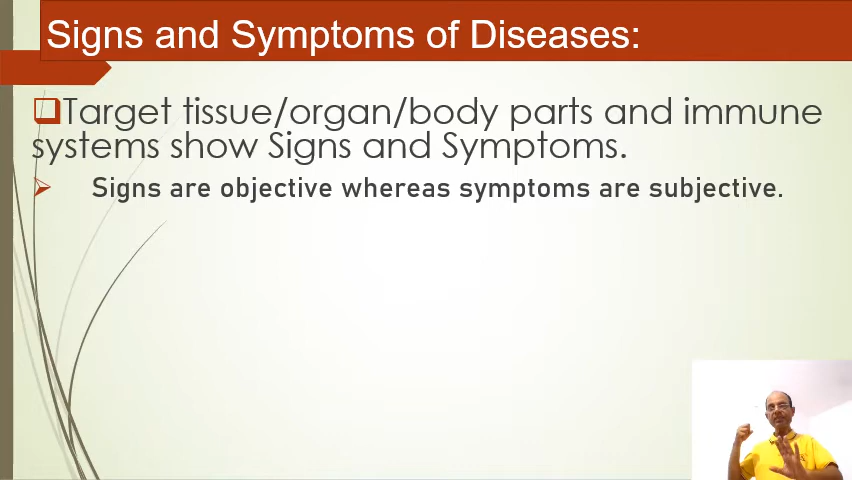 Signs and Symptoms of Diseases:
Target tissue/organ/body parts and immune
systems show Signs and Symptoms.
Signs are objective whereas symptoms are subjective.